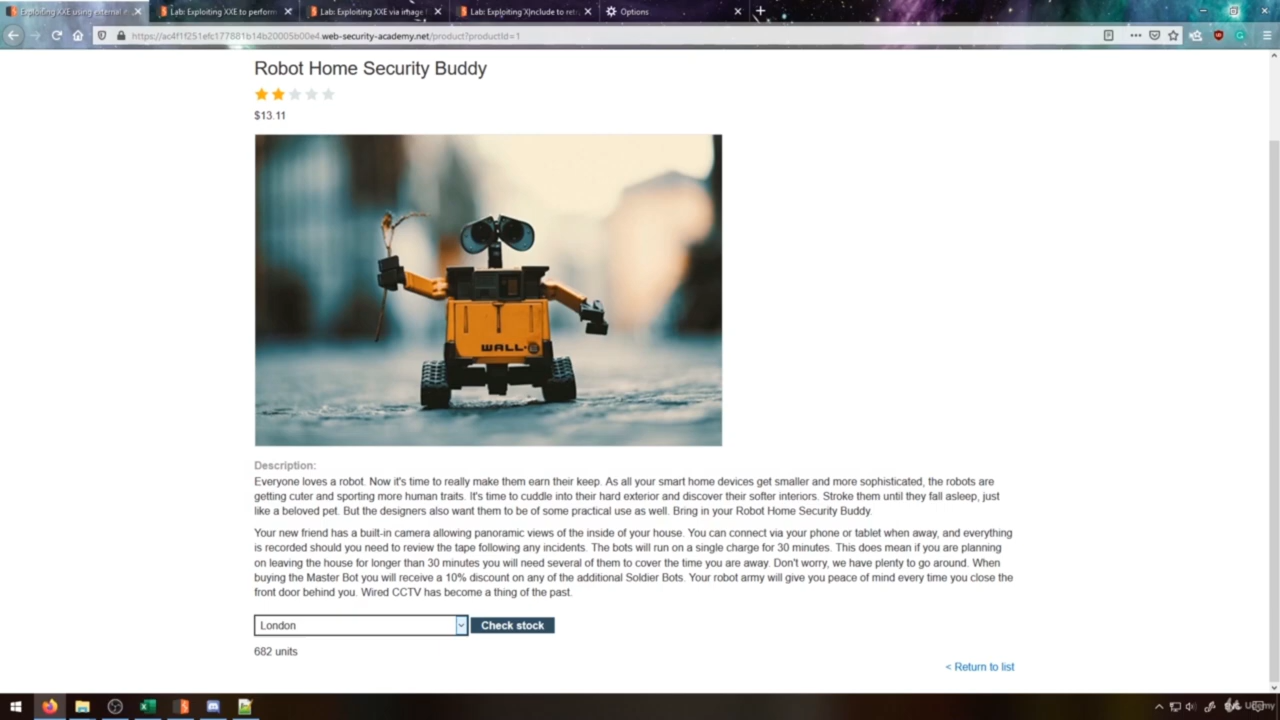 Exploiting XXE using external e
Lab: Exploiting XXE to perform
Lab: Exploiting XXE via image f
Lab: Exploiting XInclude to ret
Options
https://ac4f1f251efc177881b14b20005b00e4.web-security-academy.net/product?productId=1
Robot Home Security Buddy
$13.11
WALL·E
Description:
Everyone loves a robot. Now it's time to really make them earn their keep. As all your smart home devices get smaller and more sophisticated, the robots are
getting cuter and sporting more human traits. It's time to cuddle into their hard exterior and discover their softer interiors. Stroke them until they fall asleep, just
like a beloved pet. But the designers also want them to be of some practical use as well. Bring in your Robot Home Security Buddy.
Your new friend has a built-in camera allowing panoramic views of the inside of your house. You can connect via your phone or tablet when away, and everything
is recorded should you need to review the tape following any incidents. The bots will run on a single charge for 30 minutes. This does mean if you are planning
on leaving the house for longer than 30 minutes you will need several of them to cover the time you are away. Don't worry, we have plenty to go around. When
buying the Master Bot you will receive a 10% discount on any of the additional Soldier Bots. Your robot army will give you peace of mind every time you close the
front door behind you. Wired CCTV has become a thing of the past.
London
Check stock
682 units
< Return to list
Udemy